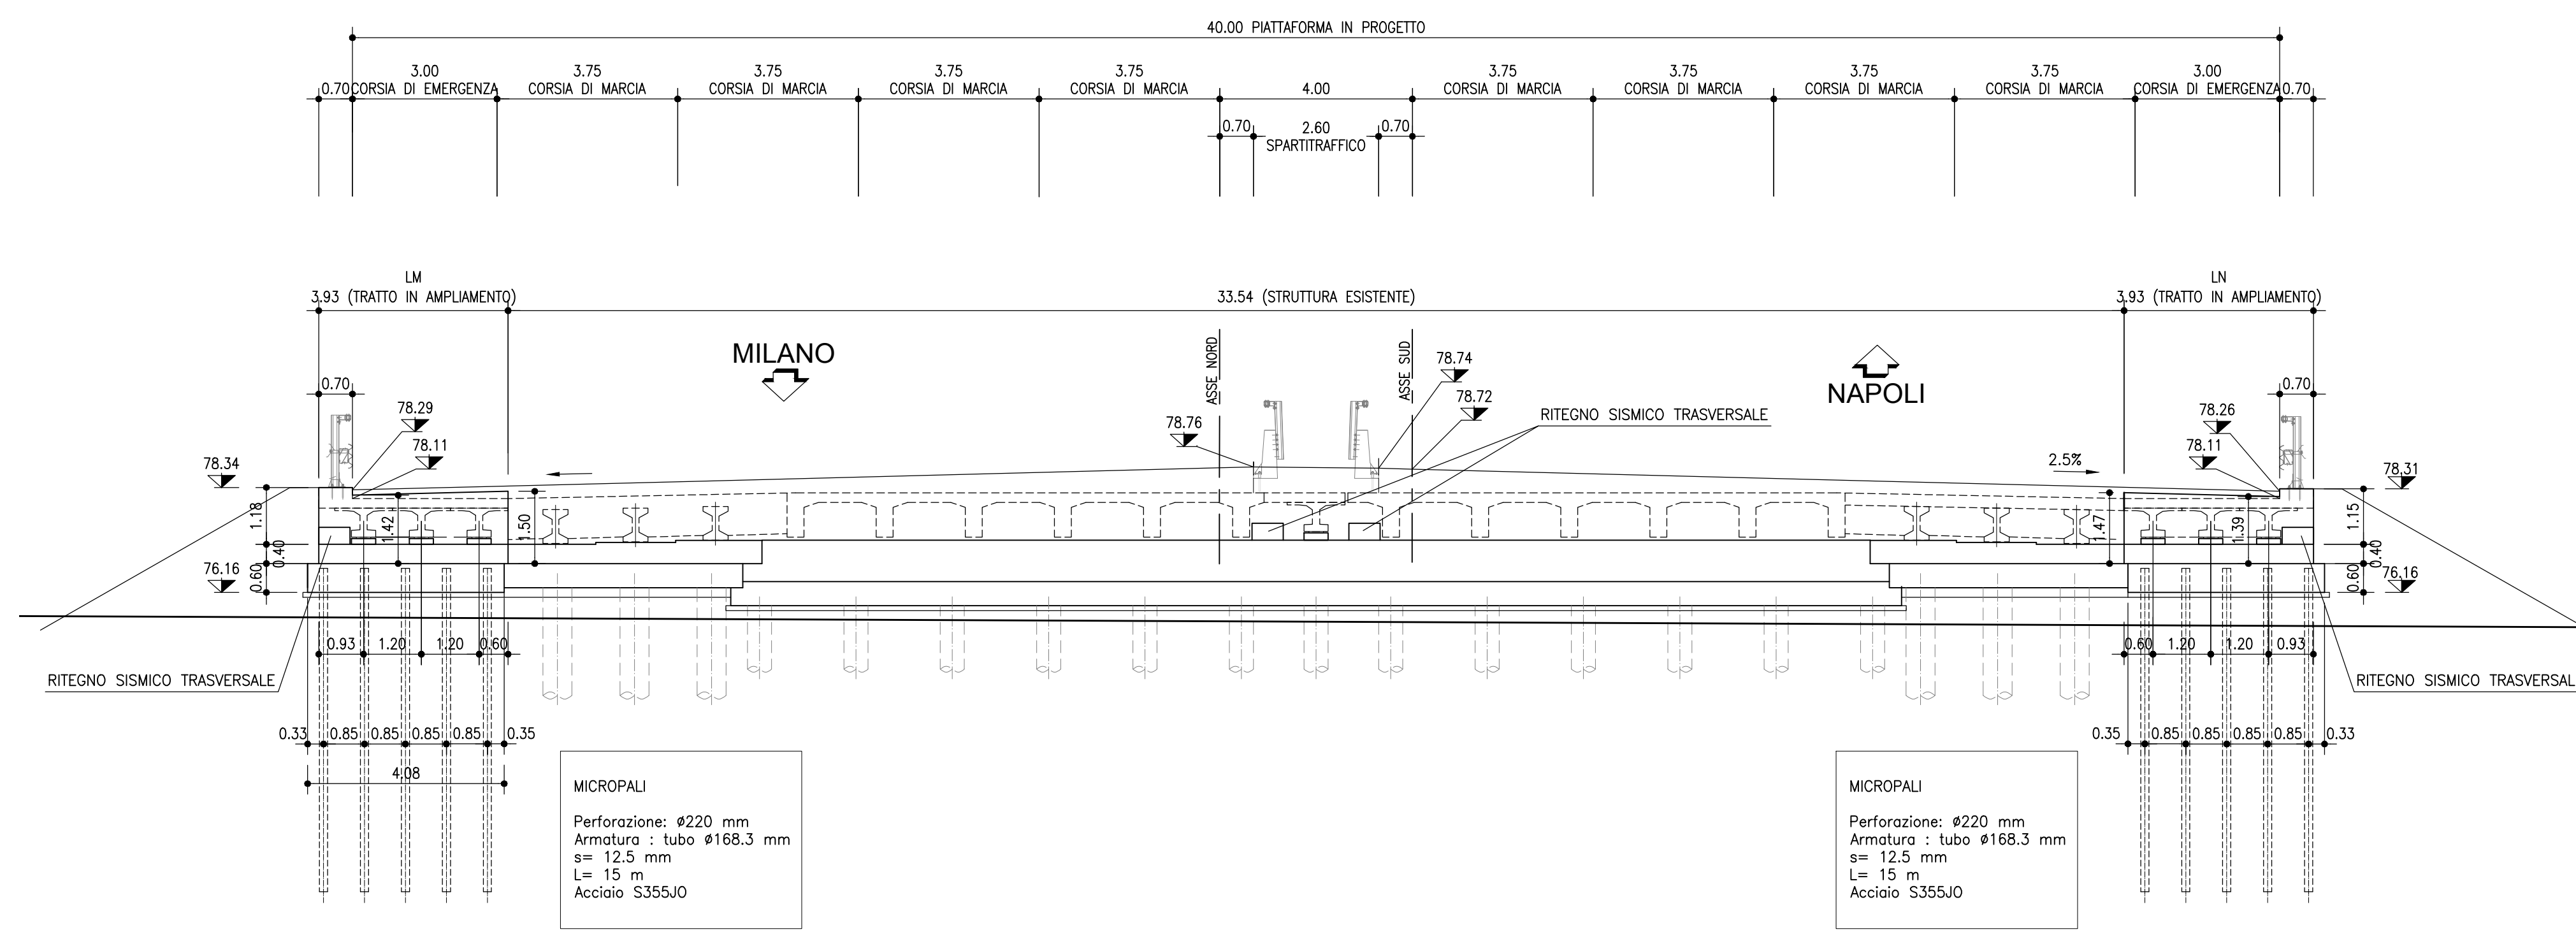 40.00 PIATTAFORMA IN PROGETTO
3.00 3.75 3.75 3.75 3.75 3.75 3.75 3.75 3.75 3.00
0.70 CORSIA DI EMERGENZA CORSIA DI MARCIA CORSIA DI MARCIA CORSIA DI MARCIA CORSIA DI MARCIA 4.00 CORSIA DI MARCIA CORSIA DI MARCIA CORSIA DI MARCIA CORSIA DI MARCIA CORSIA DI EMERGENZA 0.70
0.70 2.60 0.70
SPARTITRAFFICO
LM LN
3.93 (TRATTO IN AMPLIAMENTO) 33.54 (STRUTTURA ESISTENTE) 3.93 (TRATTO IN AMPLIAMENTO)
MILANO
ASSE NORD
ASSE SUD
78.74
NAPOLI
0.70 0.70
78.29 78.72 78.26
RITEGNO SISMICO TRASVERSALE
78.76
78.11 78.11
2.5%
78.34 78.31
1.18 1.42 1.50 1.47 1.39 1.15
0.40 0.40
76.16 0.60 0.60 76.16
0.93 1.20 1.20 0.60 0.60 1.20 1.20 0.93
RITEGNO SISMICO TRASVERSALE RITEGNO SISMICO TRASVERSAL
0.33 0.85 0.85 0.85 0.85 0.35 0.35 0.85 0.85 0.85 0.85 0.33
4.08
MICROPALI
Perforazione: ø220 mm
Armatura : tubo ø168.3 mm
s= 12.5 mm
L= 15 m
Acciaio S355JO
MICROPALI
Perforazione: ø220 mm
Armatura : tubo ø168.3 mm
s= 12.5 mm
L= 15 m
Acciaio S355JO